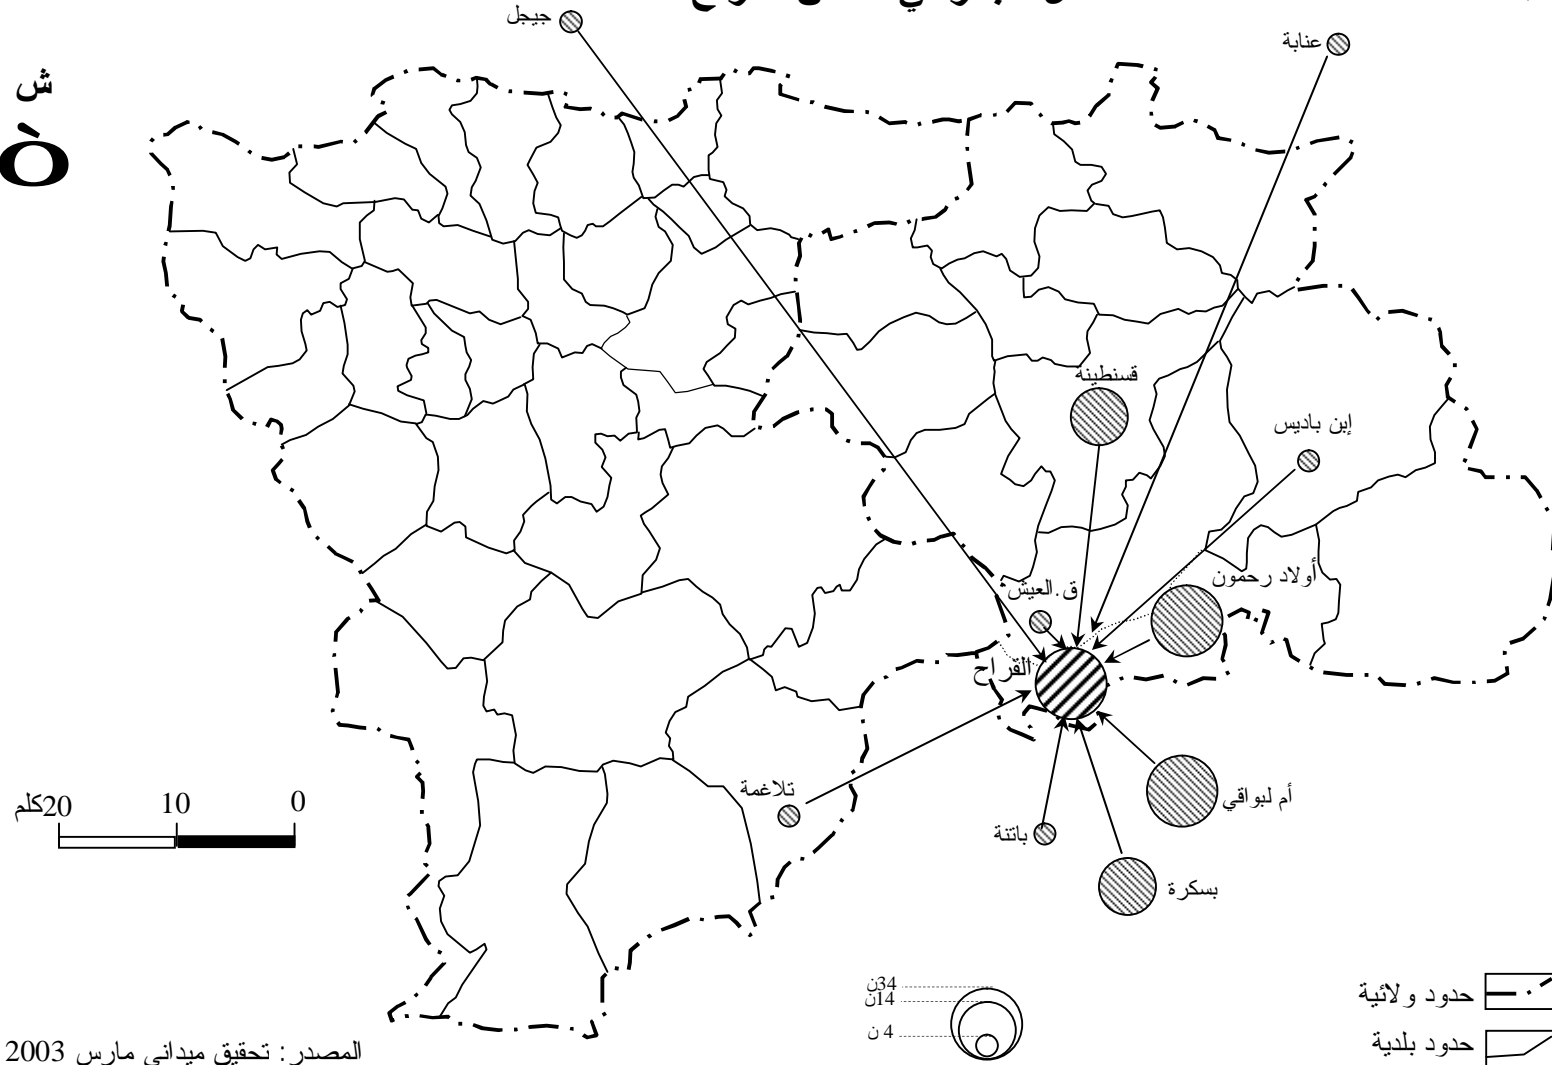 جيجل
عنابة
ش
قسنطينة
إبن باديس
أولاد رحمون
ق.العيش
القراح
تلاغمة
أم لبواقي
باتنة
بسكرة
20كلم 10 0
34ن
14ن
4 ن
حدود ولائية
حدود بلدية
المصدر: تحقيق ميداني مارس 2003